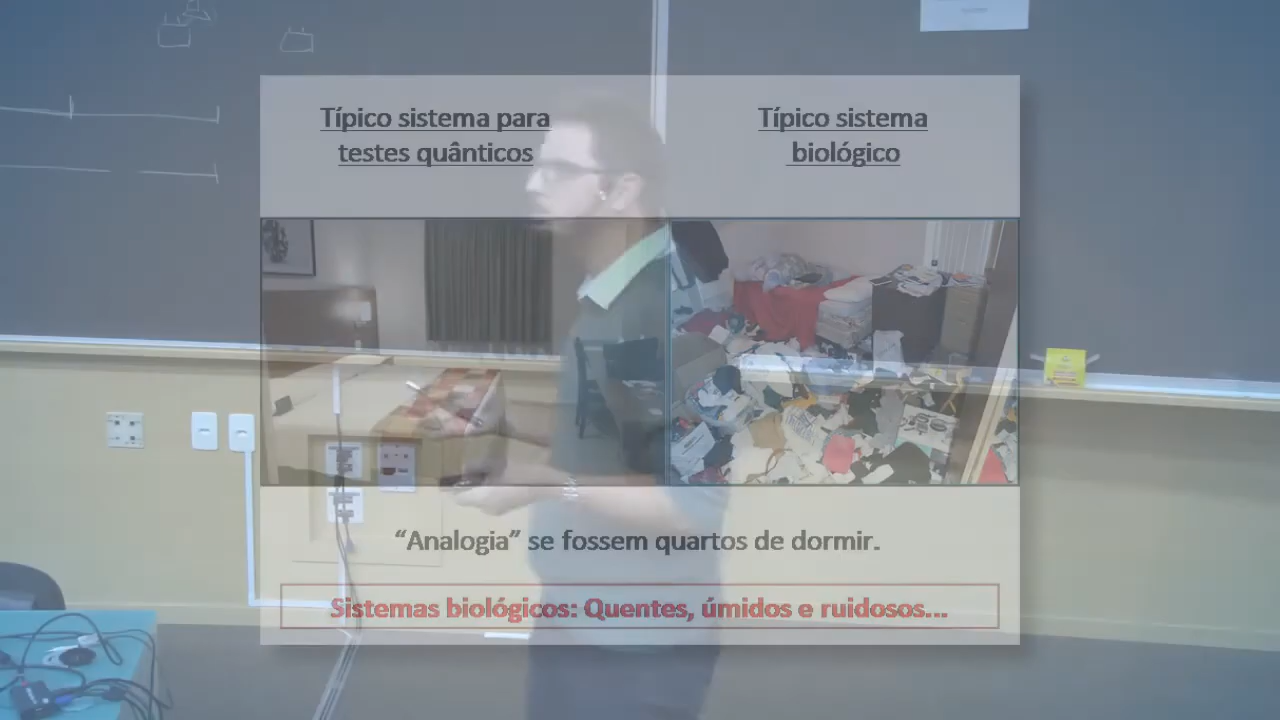 Típico sistema para
testes quânticos
Típico sistema
biológico
“Analogia” se fossem quartos de dormir.
Sistemas biológicos: Quentes, úmidos e ruidosos...